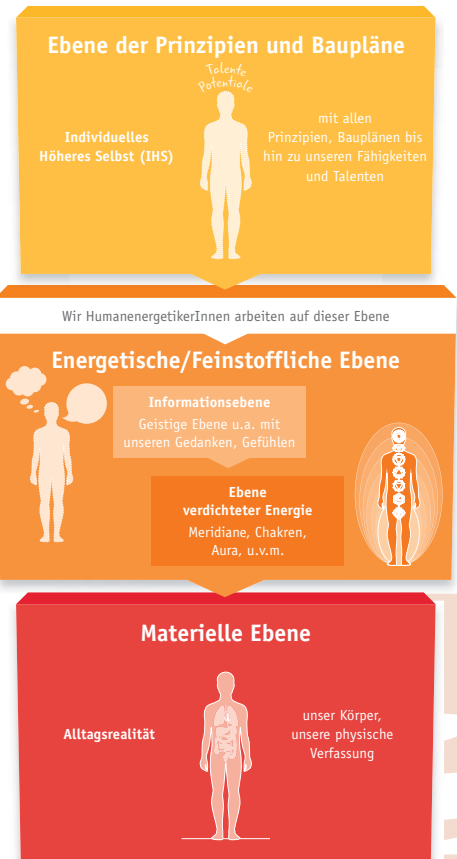 Ebene der Prinzipien und Baupläne
Talente
Potentiale
Individuelles
Höheres Selbst (IHS)
mit allen
Prinzipien, Bauplänen bis
hin zu unseren Fähigkeiten
und Talenten
Wir HumanenergetikerInnen arbeiten auf dieser Ebene
Energetische/Feinstoffliche Ebene
Informationsebene
Geistige Ebene u.a. mit
unseren Gedanken, Gefühlen
Ebene
verdichteter Energie
Meridiane, Chakren,
Aura, u.v.m.
Materielle Ebene
Alltagsrealität
unser Körper,
unsere physische
Verfassung